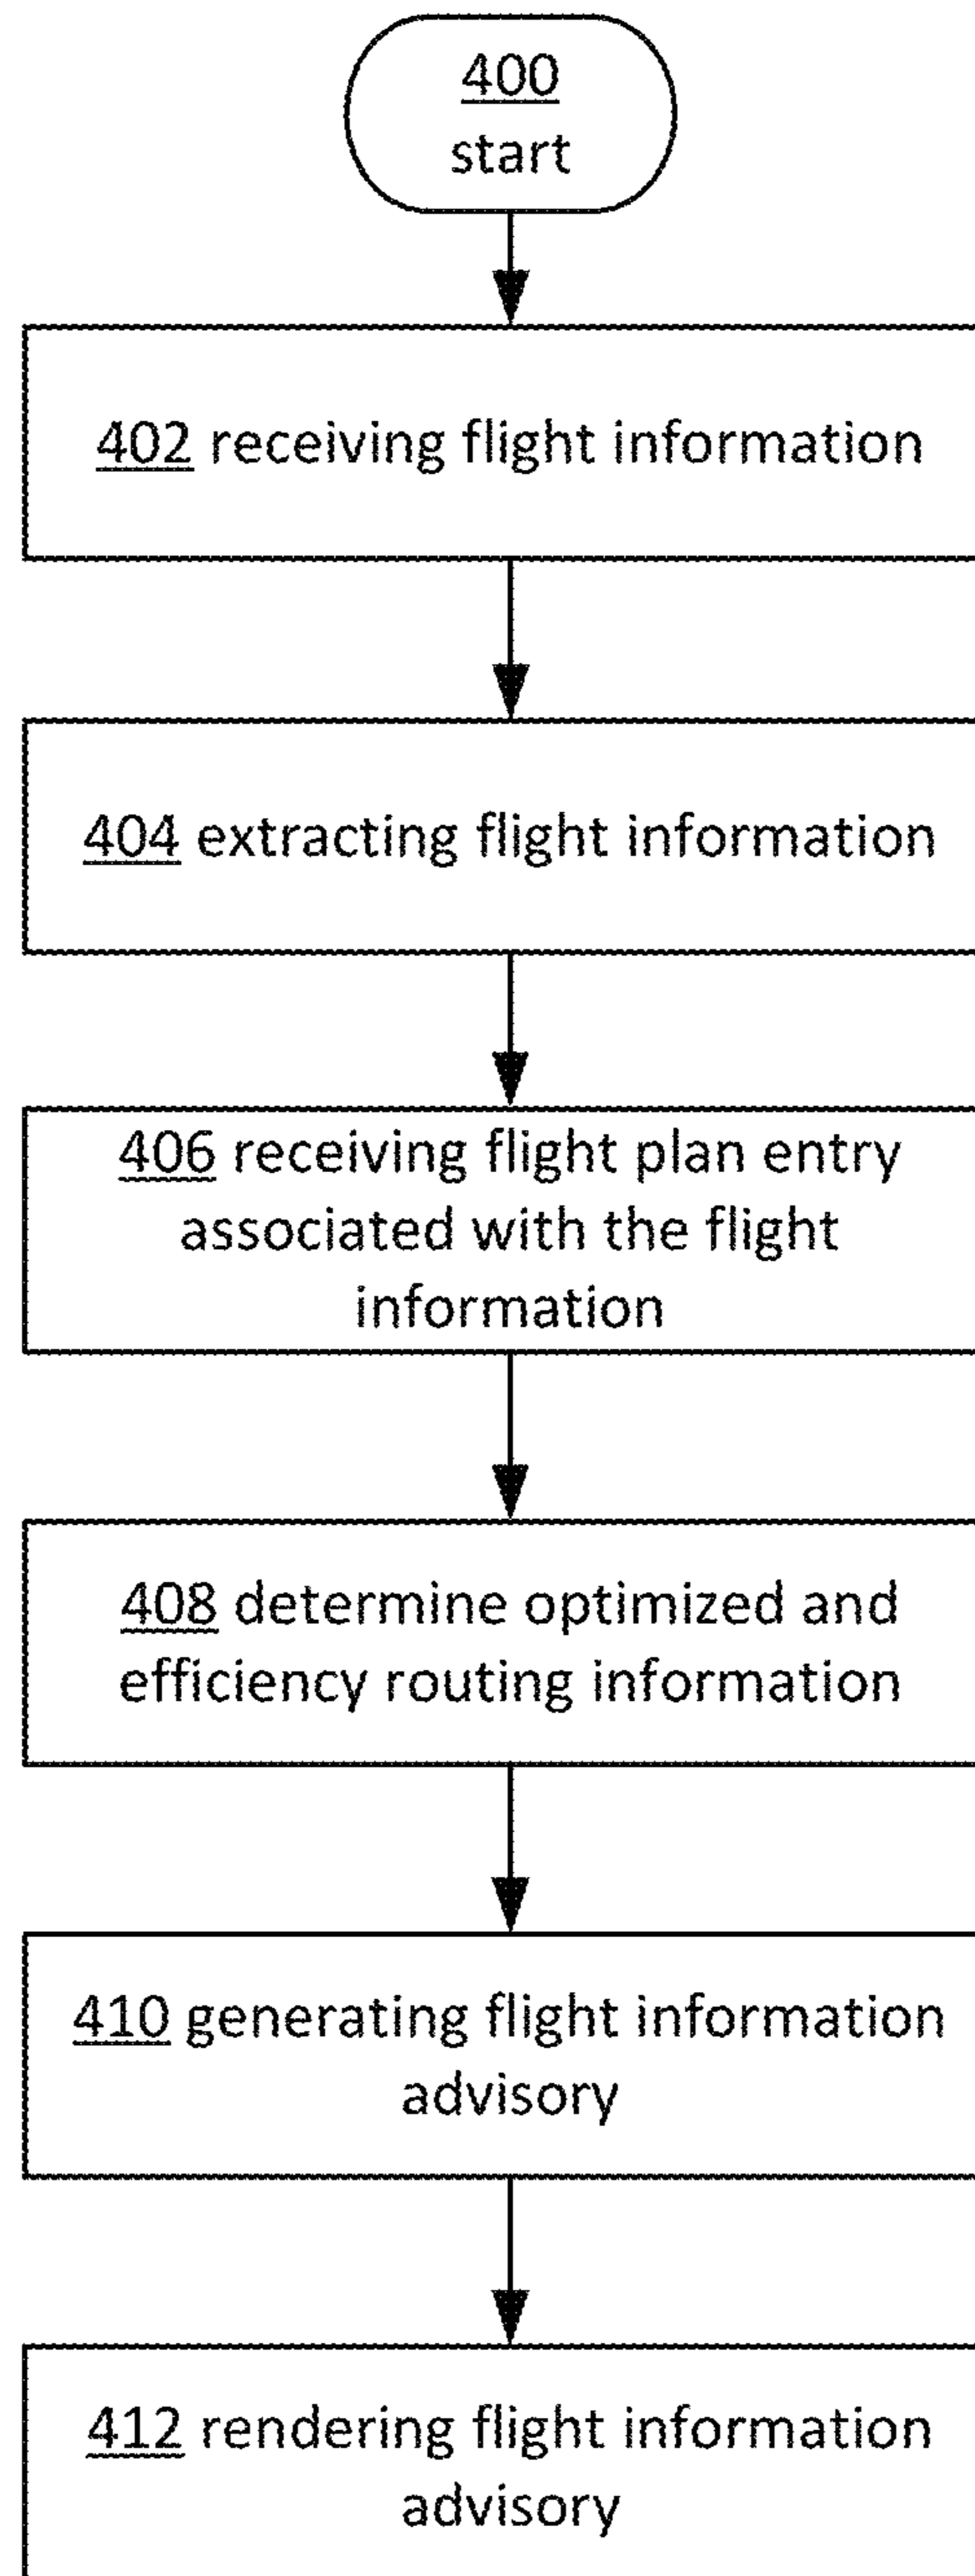 400
start
402 receiving flight information
404 extracting flight information
406 receiving flight plan entry
associated with the flight
information
408 determine optimized and
efficiency routing information
410 generating flight information
advisory
412 rendering flight information
advisory